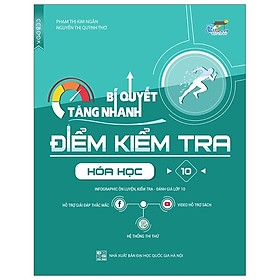 CCBOOK
PHẠM THỊ KIM NGÂN
NGUYỄN THỊ QUỲNH THƠ
BÍ QUYẾT
TĂNG NHANH
ĐIỂM KIỂM TRA
HÓA HỌC
10
INFOGRAPHIC ÔN LUYỆN, KIỂM TRA - ĐÁNH GIÁ LỚP 10
HỖ TRỢ GIẢI ĐÁP THẮC MẮC
VIDEO HỖ TRỢ SÁCH
HỆ THỐNG THI THỬ
NHÀ XUẤT BẢN ĐẠI HỌC QUỐC GIA HÀ NỘI